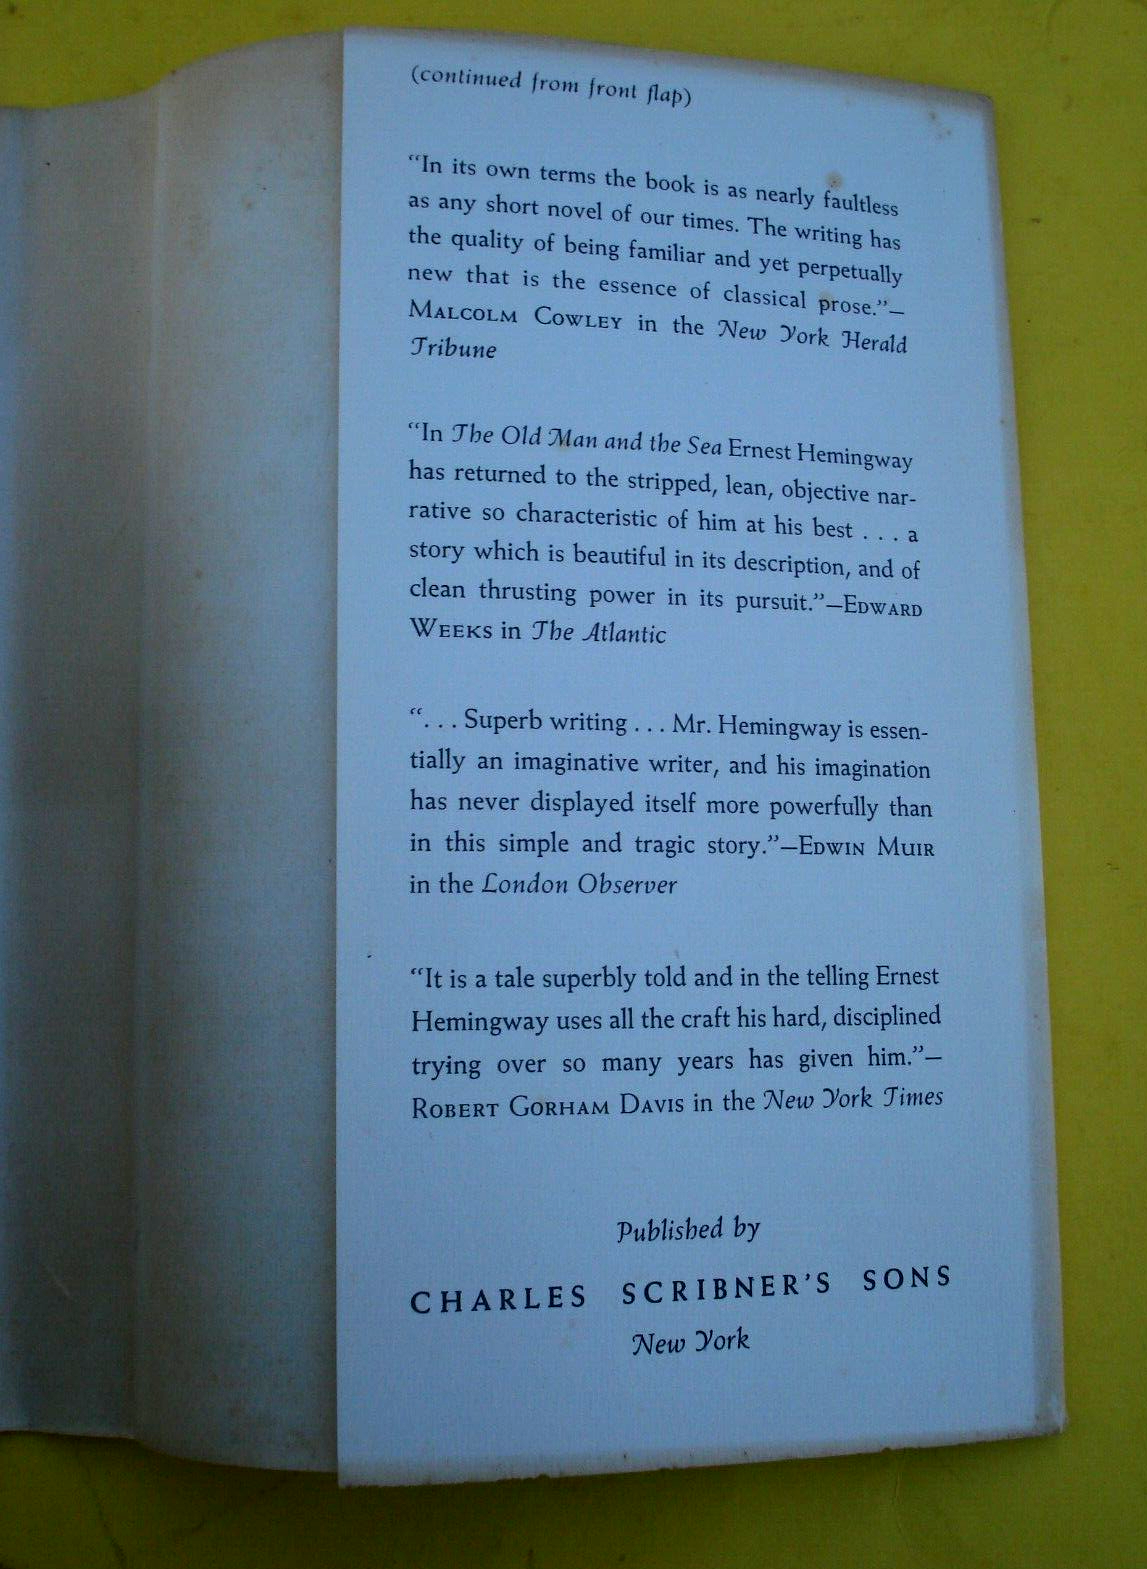 (continued from front flap)
“In its own terms the book is as nearly faultless
as any short novel of our times. The writing has
the quality of being familiar and yet perpetually
new that is the essence of classical prose.”—
MALCOLM COWLEY in the New York Herald
Tribune
“In The Old Man and the Sea Ernest Hemingway
has returned to the stripped, lean, objective nar-
rative so characteristic of him at his best . . . a
story which is beautiful in its description, and of
clean thrusting power in its pursuit.”—EDWARD
WEEKS in The Atlantic
“. . . Superb writing . . . Mr. Hemingway is essen-
tially an imaginative writer, and his imagination
has never displayed itself more powerfully than
in this simple and tragic story.”—EDWIN MUIR
in the London Observer
“It is a tale superbly told and in the telling Ernest
Hemingway uses all the craft his hard, disciplined
trying over so many years has given him.”—
ROBERT GORHAM DAVIS in the New York Times
Published by
CHARLES SCRIBNER'S SONS
New York